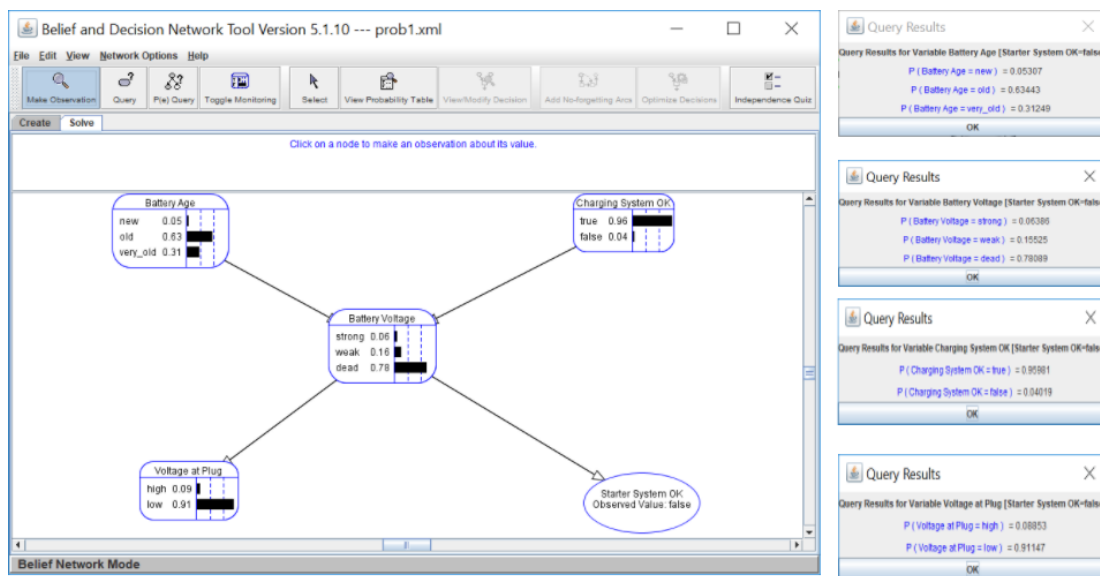 Belief and Decision Network Tool Version 5.1.10 --- prob1.xml
File Edit View Network Options Help
Make Observation Query P(e) Query Toggle Monitoring Select View Probability Table View/Modify Decision Add No-forgetting Arcs Optimize Decisions Independence Quiz
Create Solve
Click on a node to make an observation about its value.
Battery Age
new 0.05
old 0.63
very_old 0.31
Charging System OK
true 0.96
false 0.04
Battery Voltage
strong 0.06
weak 0.16
dead 0.78
Voltage at Plug
high 0.09
low 0.91
Starter System OK
Observed Value: false
Belief Network Mode
Query Results
Query Results for Variable Battery Age [Starter System OK=false
P ( Battery Age = new ) = 0.05307
P ( Battery Age = old ) = 0.63443
P ( Battery Age = very_old ) = 0.31249
OK
Query Results
Query Results for Variable Battery Voltage [Starter System OK=false
P ( Battery Voltage = strong ) = 0.06386
P ( Battery Voltage = weak ) = 0.15525
P ( Battery Voltage = dead ) = 0.78089
OK
Query Results
Query Results for Variable Charging System OK [Starter System OK=false
P ( Charging System OK = true ) = 0.95981
P ( Charging System OK = false ) = 0.04019
OK
Query Results
Query Results for Variable Voltage at Plug [Starter System OK=false
P ( Voltage at Plug = high ) = 0.08853
P ( Voltage at Plug = low ) = 0.91147
OK